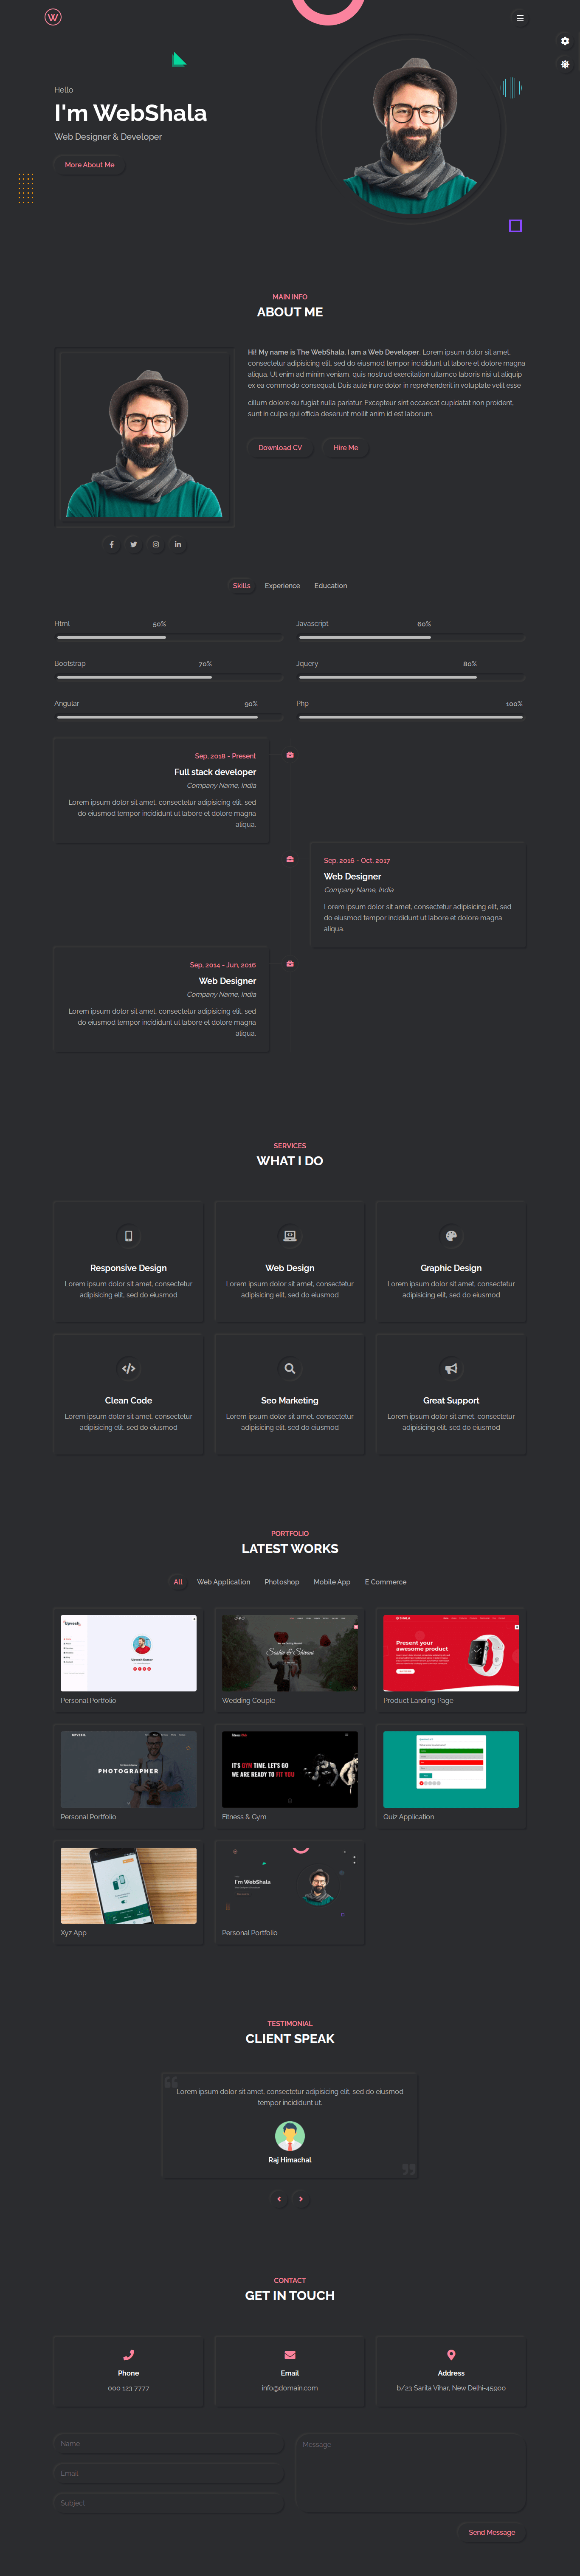 W
Hello
I'm WebShala
Web Designer & Developer
More About Me
MAIN INFO
ABOUT ME
Hi! My name is The WebShala. I am a Web Developer, Lorem ipsum dolor sit amet,
consectetur adipisicing elit, sed do eiusmod tempor incididunt ut labore et dolore magna
aliqua. Ut enim ad minim veniam, quis nostrud exercitation ullamco laboris nisi ut aliquip
ex ea commodo consequat. Duis aute irure dolor in reprehenderit in voluptate velit esse
cillum dolore eu fugiat nulla pariatur. Excepteur sint occaecat cupidatat non proident,
sunt in culpa qui officia deserunt mollit anim id est laborum.
Download CV
Hire Me
Skills
Experience
Education
Html
50%
Javascript
60%
Bootstrap
70%
Jquery
80%
Angular
90%
Php
100%
Sep, 2018 - Present
Full stack developer
Company Name, India
Lorem ipsum dolor sit amet, consectetur adipisicing elit, sed
do eiusmod tempor incididunt ut labore et dolore magna
aliqua.
Sep, 2016 - Oct, 2017
Web Designer
Company Name, India
Lorem ipsum dolor sit amet, consectetur adipisicing elit, sed
do eiusmod tempor incididunt ut labore et dolore magna
aliqua.
Sep, 2014 - Jun, 2016
Web Designer
Company Name, India
Lorem ipsum dolor sit amet, consectetur adipisicing elit, sed
do eiusmod tempor incididunt ut labore et dolore magna
aliqua.
SERVICES
WHAT I DO
Responsive Design
Lorem ipsum dolor sit amet, consectetur
adipisicing elit, sed do eiusmod
Web Design
Lorem ipsum dolor sit amet, consectetur
adipisicing elit, sed do eiusmod
Graphic Design
Lorem ipsum dolor sit amet, consectetur
adipisicing elit, sed do eiusmod
Clean Code
Lorem ipsum dolor sit amet, consectetur
adipisicing elit, sed do eiusmod
Seo Marketing
Lorem ipsum dolor sit amet, consectetur
adipisicing elit, sed do eiusmod
Great Support
Lorem ipsum dolor sit amet, consectetur
adipisicing elit, sed do eiusmod
PORTFOLIO
LATEST WORKS
All
Web Application
Photoshop
Mobile App
E Commerce
Personal Portfolio
Wedding Couple
Present your
awesome product
Product Landing Page
PHOTOGRAPHER
Personal Portfolio
IT'S GYM TIME. LET'S GO
WE ARE READY TO FIT YOU
Fitness & Gym
Quiz Application
Xyz App
I'm WebShala
Personal Portfolio
TESTIMONIAL
CLIENT SPEAK
Lorem ipsum dolor sit amet, consectetur adipisicing elit, sed do eiusmod
tempor incididunt ut.
Raj Himachal
CONTACT
GET IN TOUCH
Phone
000 123 7777
Email
info@domain.com
Address
b/23 Sarita Vihar, New Delhi-45900
Name
Email
Subject
Message
Send Message